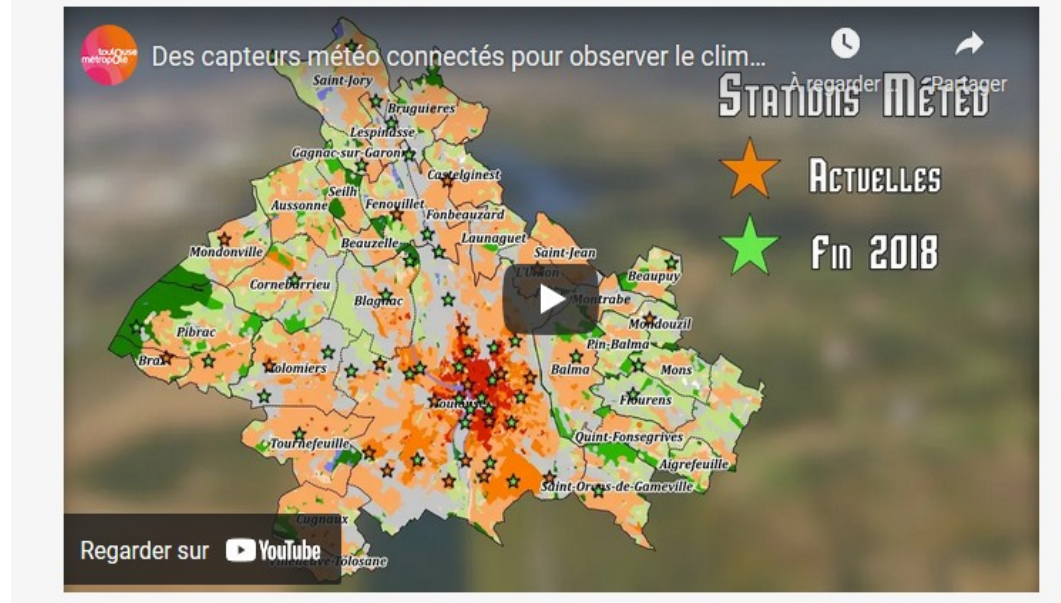 toulouse
métropole
Des capteurs météo connectés pour observer le clim...
À regarder ...
Partager
STATIONS MÉTÉO
ACTUELLES
FIN 2018
Saint-Jory
Bruguieres
Lespinasse
Gagnac-sur-Garonn
Castelginest
Seilh
Aussonne
Fenouillet
Fonbeauzard
Mondonville
Beauzelle
Launaguet
Saint-Jean
L'Union
Beaupuy
Cornebarrieu
Blagnac
Montrabe
Mondouzil
Pibrac
Pin-Balma
Brax
Colomiers
Balma
Mons
Toulouse
Flourens
Tournefeuille
Quint-Fonsegrives
Aigrefeuille
Saint-Orens-de-Gameville
Cugnaux
Villeneuve-Tolosane
Regarder sur YouTube